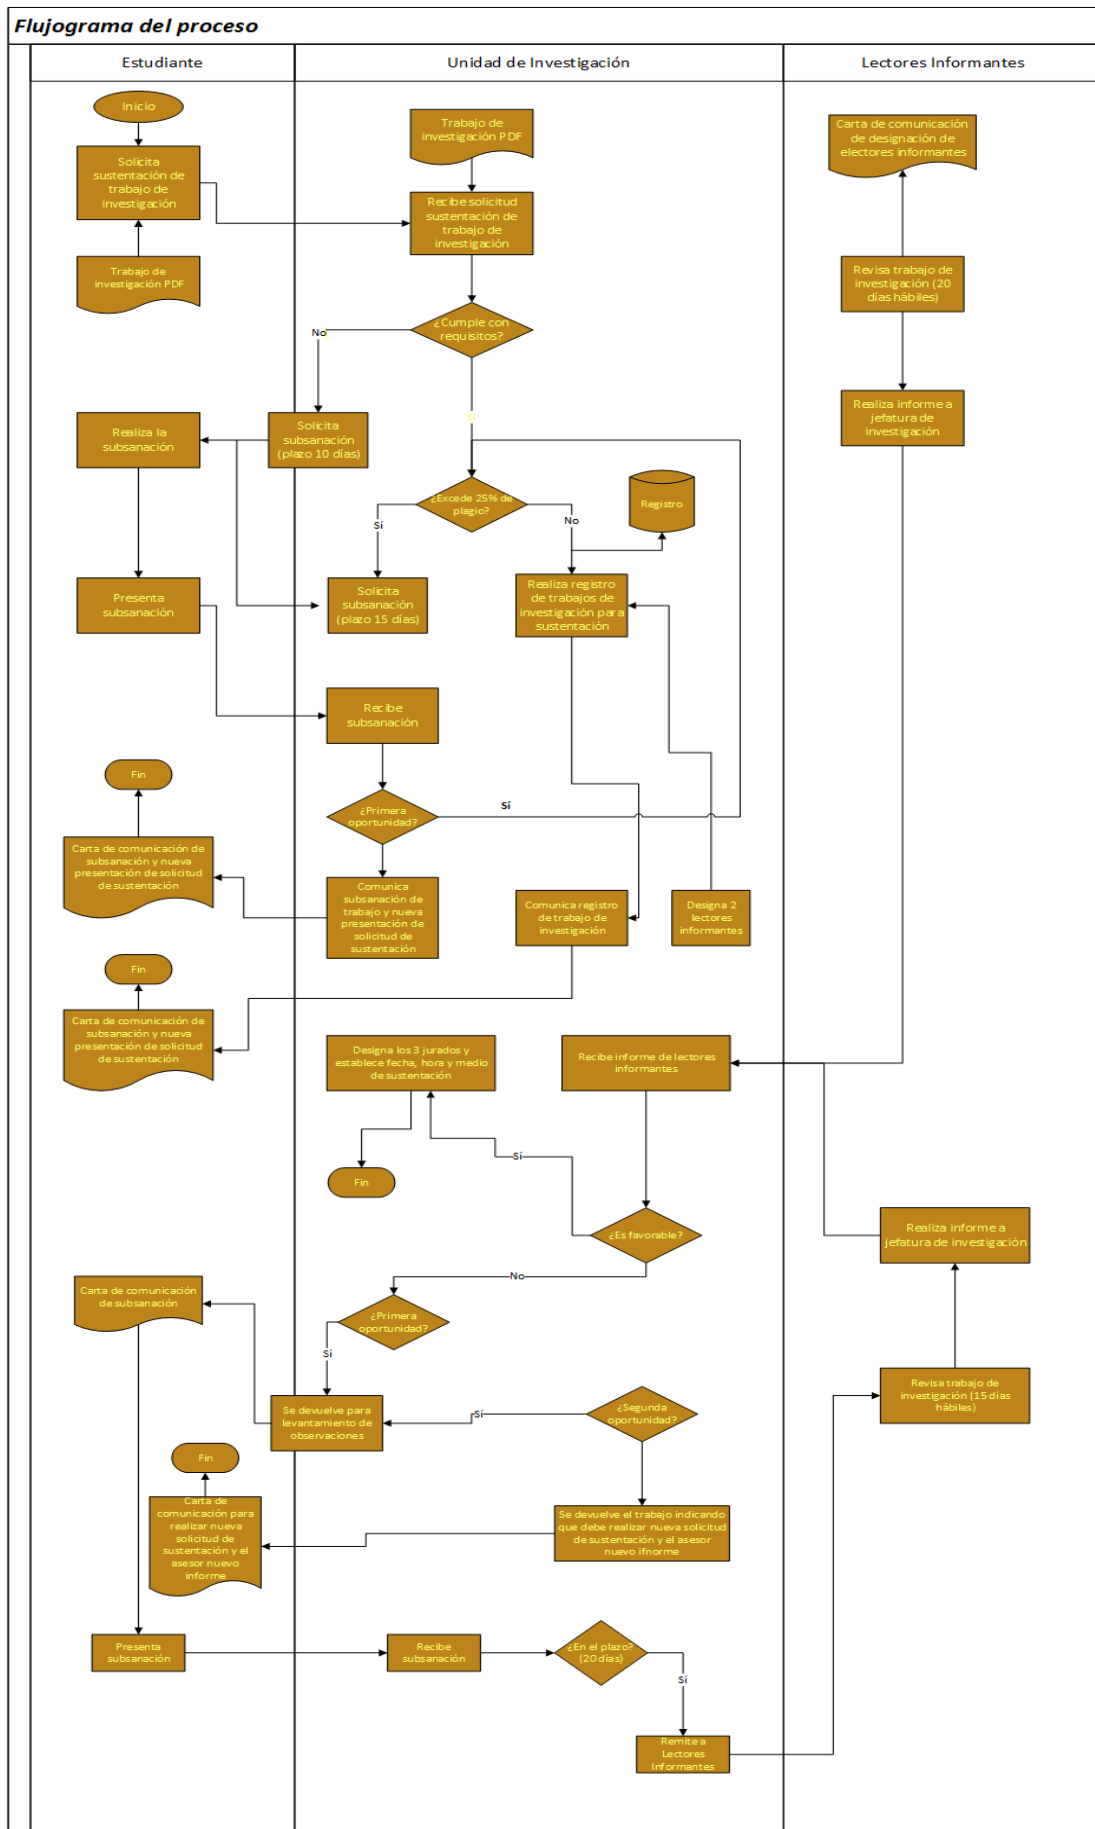 Flujograma del proceso
Estudiante
Unidad de Investigación
Lectores Informantes
Inicio
Trabajo de
investigación PDF
Carta de comunicación
de designación de
electores informantes
Solicita
sustentación de
trabajo de
investigación
Recibe solicitud
sustentación de
trabajo de
investigación
Trabajo de
investigación PDF
Revisa trabajo de
investigación (20
días hábiles)
¿Cumple con
requisitos?
No
Sí
Realiza informe a
jefatura de
investigación
Realiza la
subsanación
Solicita
subsanación
(plazo 10 días)
¿Excede 25% de
plagio?
Registro
Sí
No
Presenta
subsanación
Solicita
subsanación
(plazo 15 días)
Realiza registro
de trabajos de
investigación para
sustentación
Recibe
subsanación
Fin
¿Primera
oportunidad?
Sí
Carta de comunicación de
subsanación y nueva
presentación de solicitud
de sustentación
Comunica
subsanación de
trabajo y nueva
presentación de
solicitud de
sustentación
Comunica registro
de trabajo de
investigación
Designa 2
lectores
informantes
Fin
Carta de comunicación de
subsanación y nueva
presentación de solicitud
de sustentación
Designa los 3 jurados y
establece fecha, hora y medio
de sustentación
Recibe informe de lectores
informantes
Sí
Fin
¿Es favorable?
Realiza informe a
jefatura de investigación
No
Carta de comunicación
de subsanación
¿Primera
oportunidad?
Sí
Revisa trabajo de
investigación (15 días
hábiles)
Se devuelve para
levantamiento de
observaciones
Sí
¿Segunda
oportunidad?
Fin
Carta de
comunicación para
realizar nueva
solicitud de
sustentación y el
asesor nuevo
informe
Se devuelve el trabajo indicando
que debe realizar nueva solicitud
de sustentación y el asesor
nuevo ifnorme
Presenta
subsanación
Recibe
subsanación
¿En el plazo?
(20 días)
Sí
Remite a
Lectores
Informantes